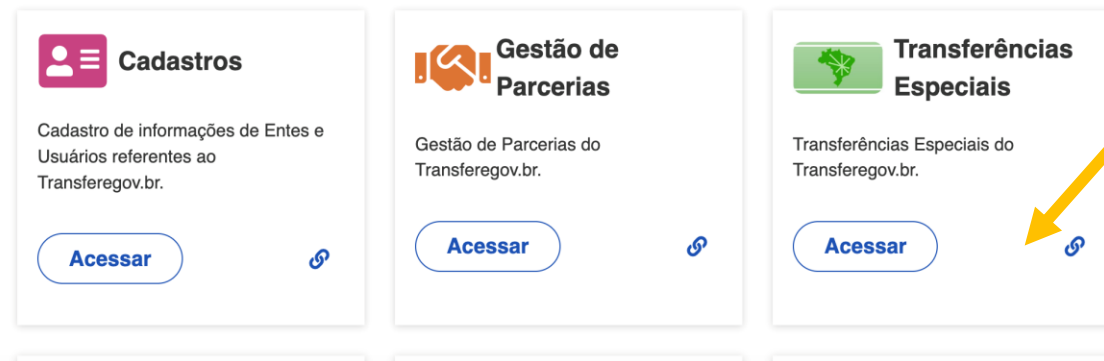 Cadastros
Cadastro de informações de Entes e
Usuários referentes ao
Transferegov.br.
Acessar
Gestão de
Parcerias
Gestão de Parcerias do
Transferegov.br.
Acessar
Transferências
Especiais
Transferências Especiais do
Transferegov.br.
Acessar